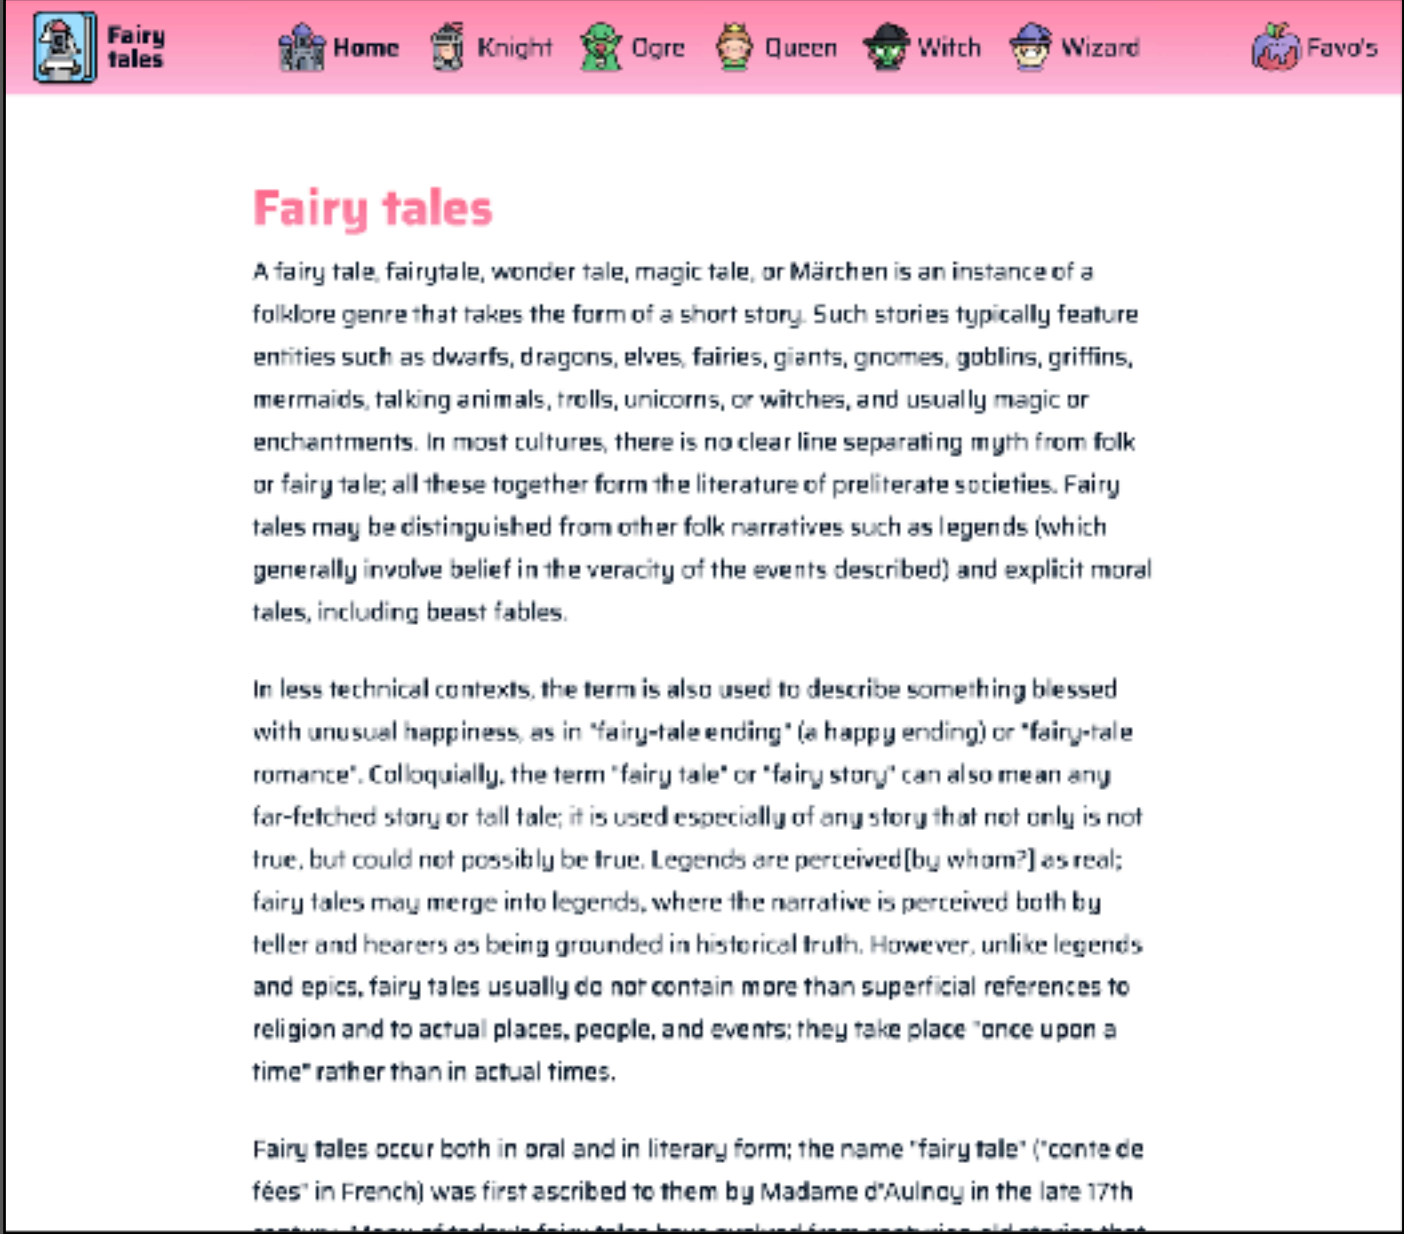 Fairy
tales
Home
Knight
Ogre
Queen
Witch
Wizard
Favo's
Fairy tales
A fairy tale, fairytale, wonder tale, magic tale, or Märchen is an instance of a
folklore genre that takes the form of a short story. Such stories typically feature
entities such as dwarfs, dragons, elves, fairies, giants, gnomes, goblins, griffins,
mermaids, talking animals, trolls, unicorns, or witches, and usually magic or
enchantments. In most cultures, there is no clear line separating myth from folk
or fairy tale; all these together form the literature of preliterate societies. Fairy
tales may be distinguished from other folk narratives such as legends (which
generally involve belief in the veracity of the events described) and explicit moral
tales, including beast fables.
In less technical contexts, the term is also used to describe something blessed
with unusual happiness, as in "fairy-tale ending" (a happy ending) or "fairy-tale
romance". Colloquially, the term "fairy tale" or "fairy story" can also mean any
far-fetched story or tall tale; it is used especially of any story that not only is not
true, but could not possibly be true. Legends are perceived[by whom?] as real;
fairy tales may merge into legends, where the narrative is perceived both by
teller and hearers as being grounded in historical truth. However, unlike legends
and epics, fairy tales usually do not contain more than superficial references to
religion and to actual places, people, and events; they take place "once upon a
time" rather than in actual times.
Fairy tales occur both in oral and in literary form; the name "fairy tale" ("conte de
fées" in French) was first ascribed to them by Madame d'Aulnoy in the late 17th
century. Many of today's fairy tales have evolved from centuries-old stories that